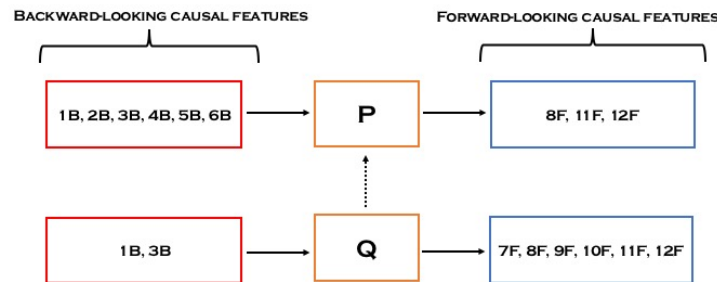 BACKWARD-LOOKING CAUSAL FEATURES
FORWARD-LOOKING CAUSAL FEATURES
1B, 2B, 3B, 4B, 5B, 6B
P
8F, 11F, 12F
1B, 3B
Q
7F, 8F, 9F, 10F, 11F, 12F